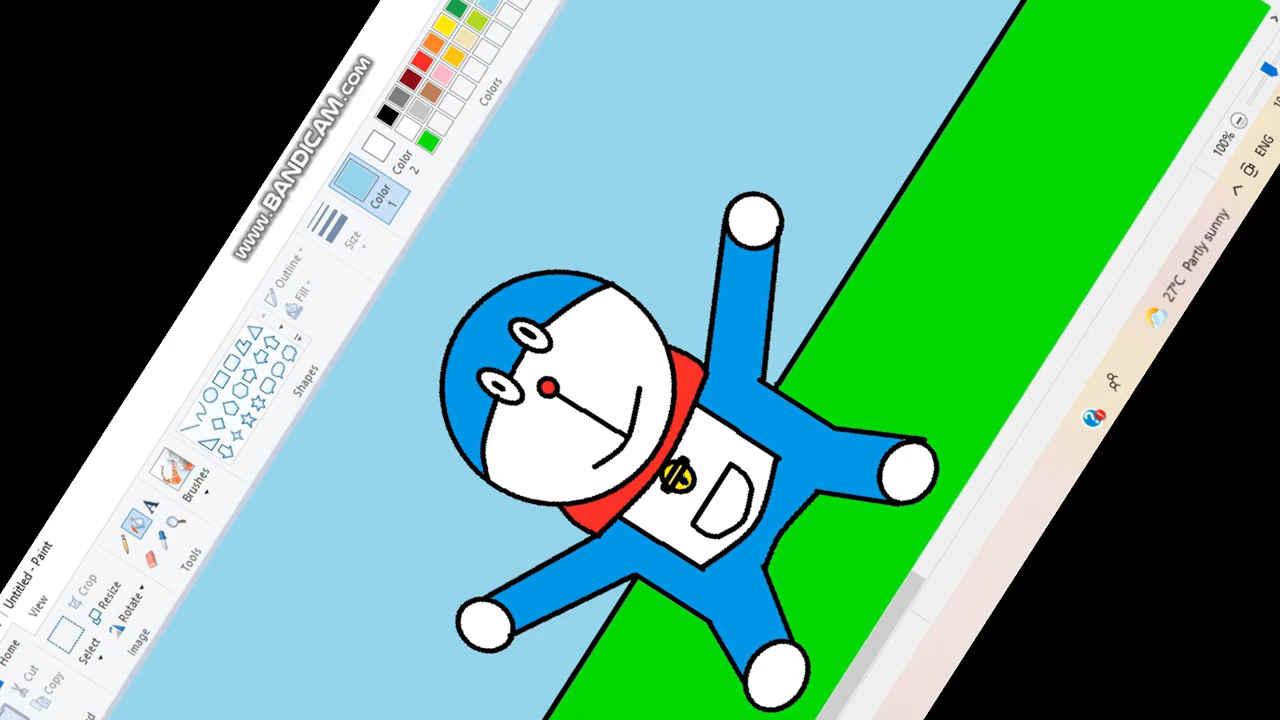 www.BANDICAM.com
Untitled - Paint
Home
View
Cut
Copy
Crop
Resize
Rotate
Select
Image
Tools
Brushes
Shapes
Outline
Fill
Size
Color
1
Color
2
Colors
100%
27°C Partly sunny
ENG